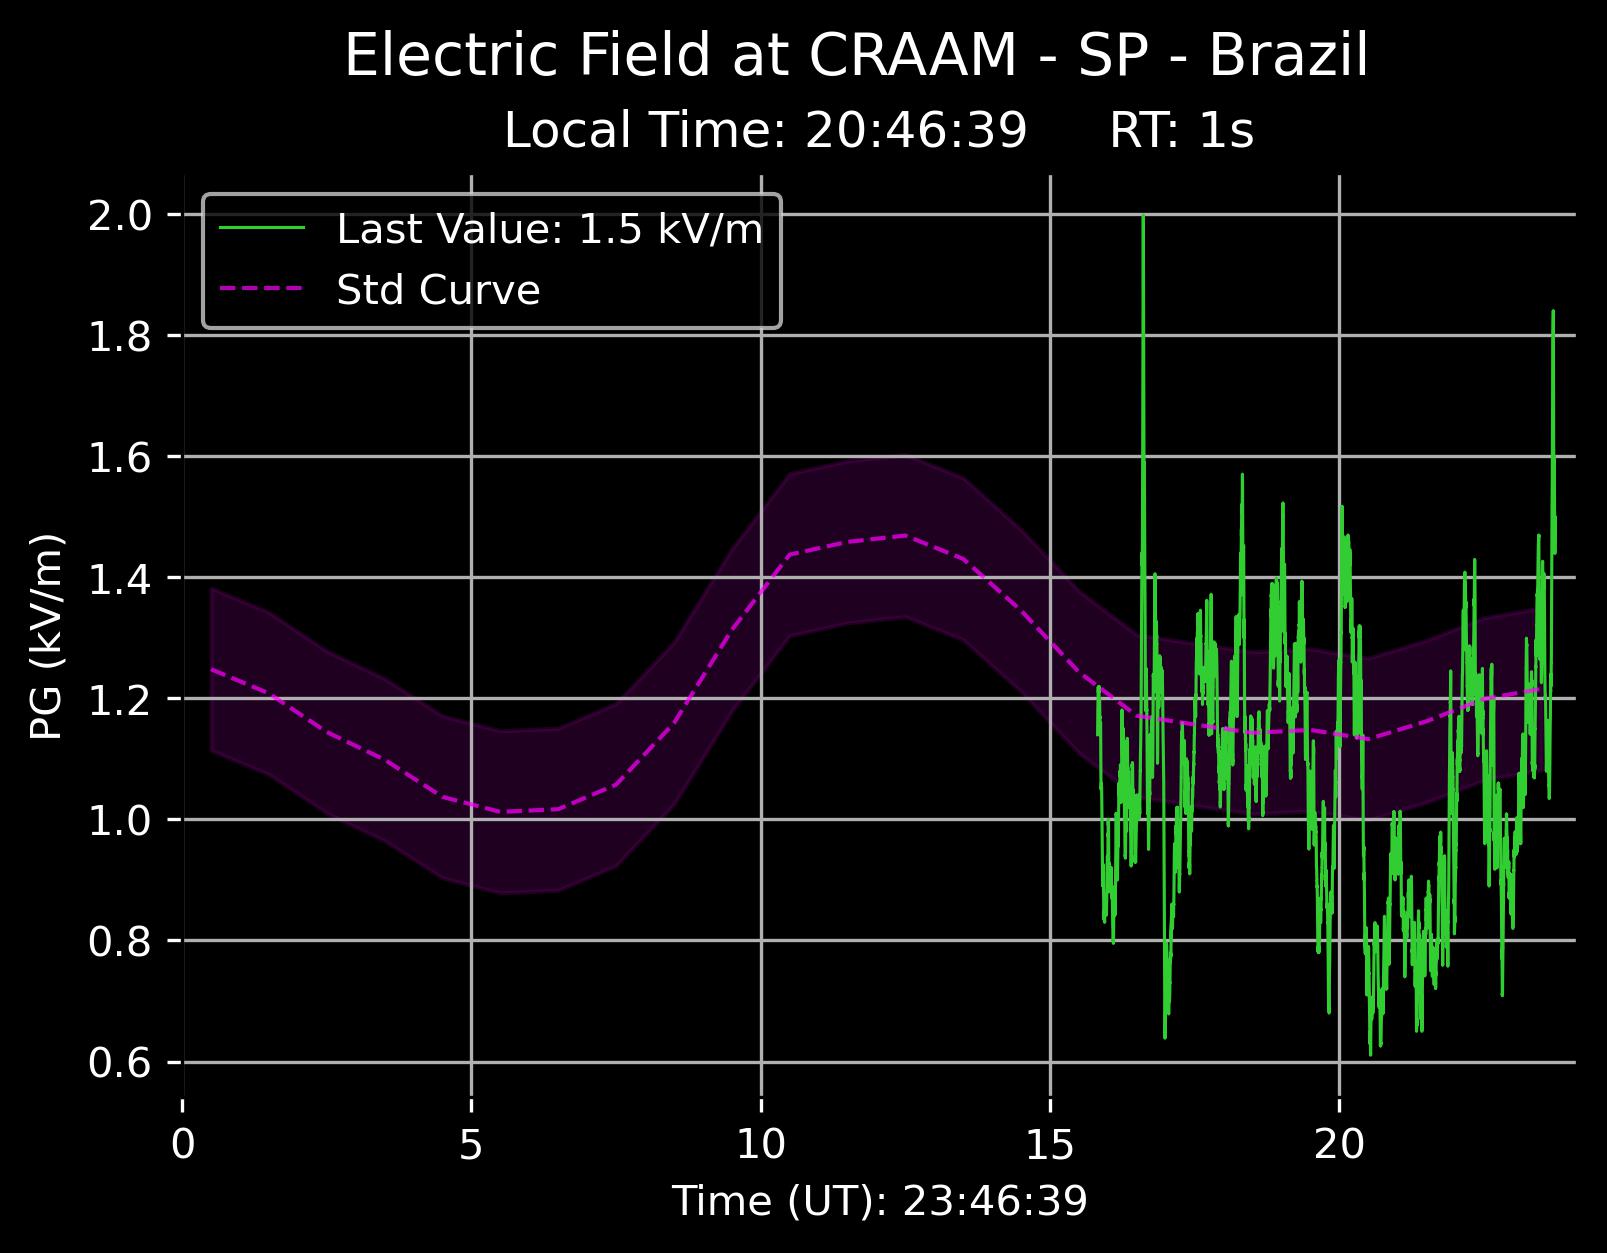 Electric Field at CRAAM - SP - Brazil
Local Time: 20:46:39 RT: 1s
Last Value: 1.5 kV/m
Std Curve
PG (kV/m)
2.0
1.8
1.6
1.4
1.2
1.0
0.8
0.6
0 5 10 15 20
Time (UT): 23:46:39